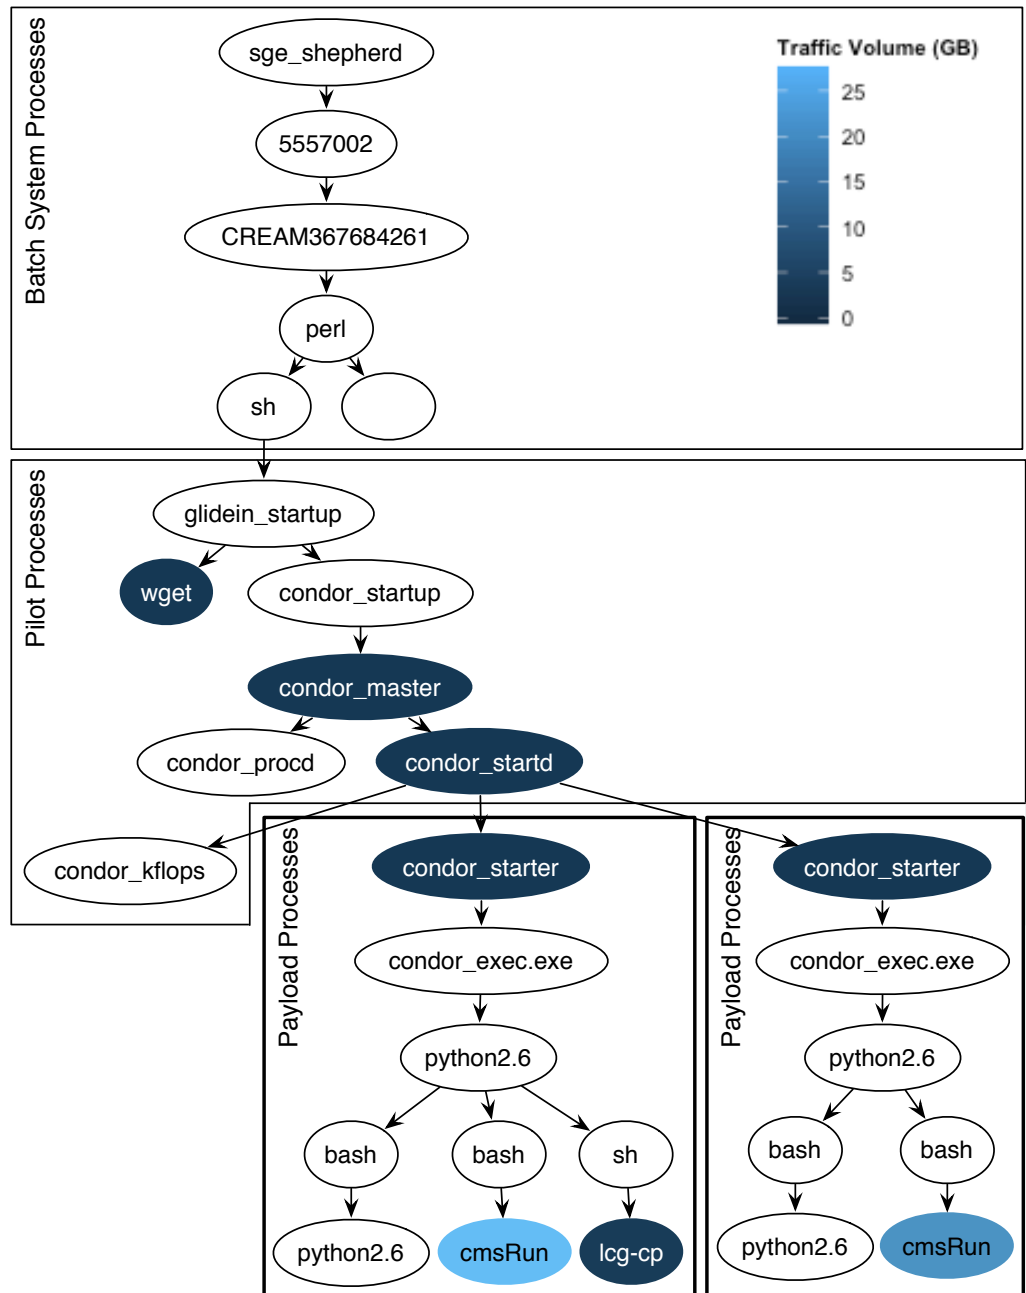 Batch System Processes
sge_shepherd
Traffic Volume (GB)
25
20
15
10
5
0
5557002
CREAM367684261
perl
sh
Pilot Processes
glidein_startup
wget
condor_startup
condor_master
condor_procd
condor_startd
condor_kflops
Payload Processes
condor_starter
condor_exec.exe
python2.6
bash
bash
sh
python2.6
cmsRun
lcg-cp
Payload Processes
condor_starter
condor_exec.exe
python2.6
bash
bash
python2.6
cmsRun